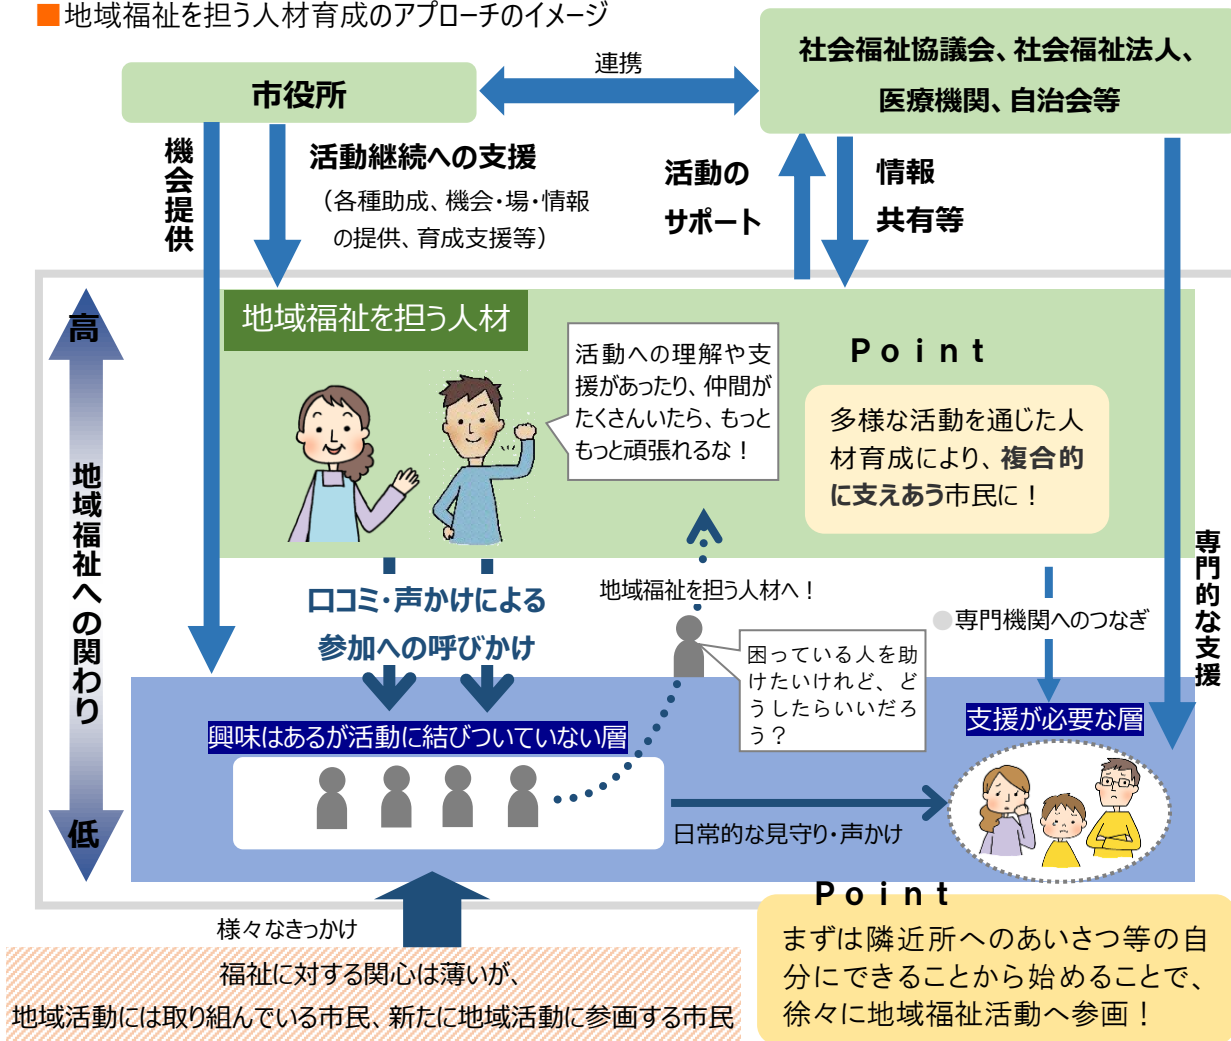 ■地域福祉を担う人材育成のアプローチのイメージ
市役所
連携
社会福祉協議会、社会福祉法人、
医療機関、自治会等
機会提供
活動継続への支援
（各種助成、機会・場・情報
の提供、育成支援等）
活動の
サポート
情報
共有等
専門的な支援
高
地域福祉への関わり
低
地域福祉を担う人材
活動への理解や支
援があったり、仲間が
たくさんいたら、もっと
もっと頑張れるな！
Point
多様な活動を通じた人
材育成により、複合的
に支えあう市民に！
口コミ・声かけによる
参加への呼びかけ
地域福祉を担う人材へ！
●専門機関へのつなぎ
困っている人を助
けたいけれど、ど
うしたらいいだろ
う？
興味はあるが活動に結びついていない層
支援が必要な層
日常的な見守り・声かけ
様々なきっかけ
福祉に対する関心は薄いが、
地域活動には取り組んでいる市民、新たに地域活動に参画する市民
Point
まずは隣近所へのあいさつ等の自
分にできることから始めることで、
徐々に地域福祉活動へ参画！